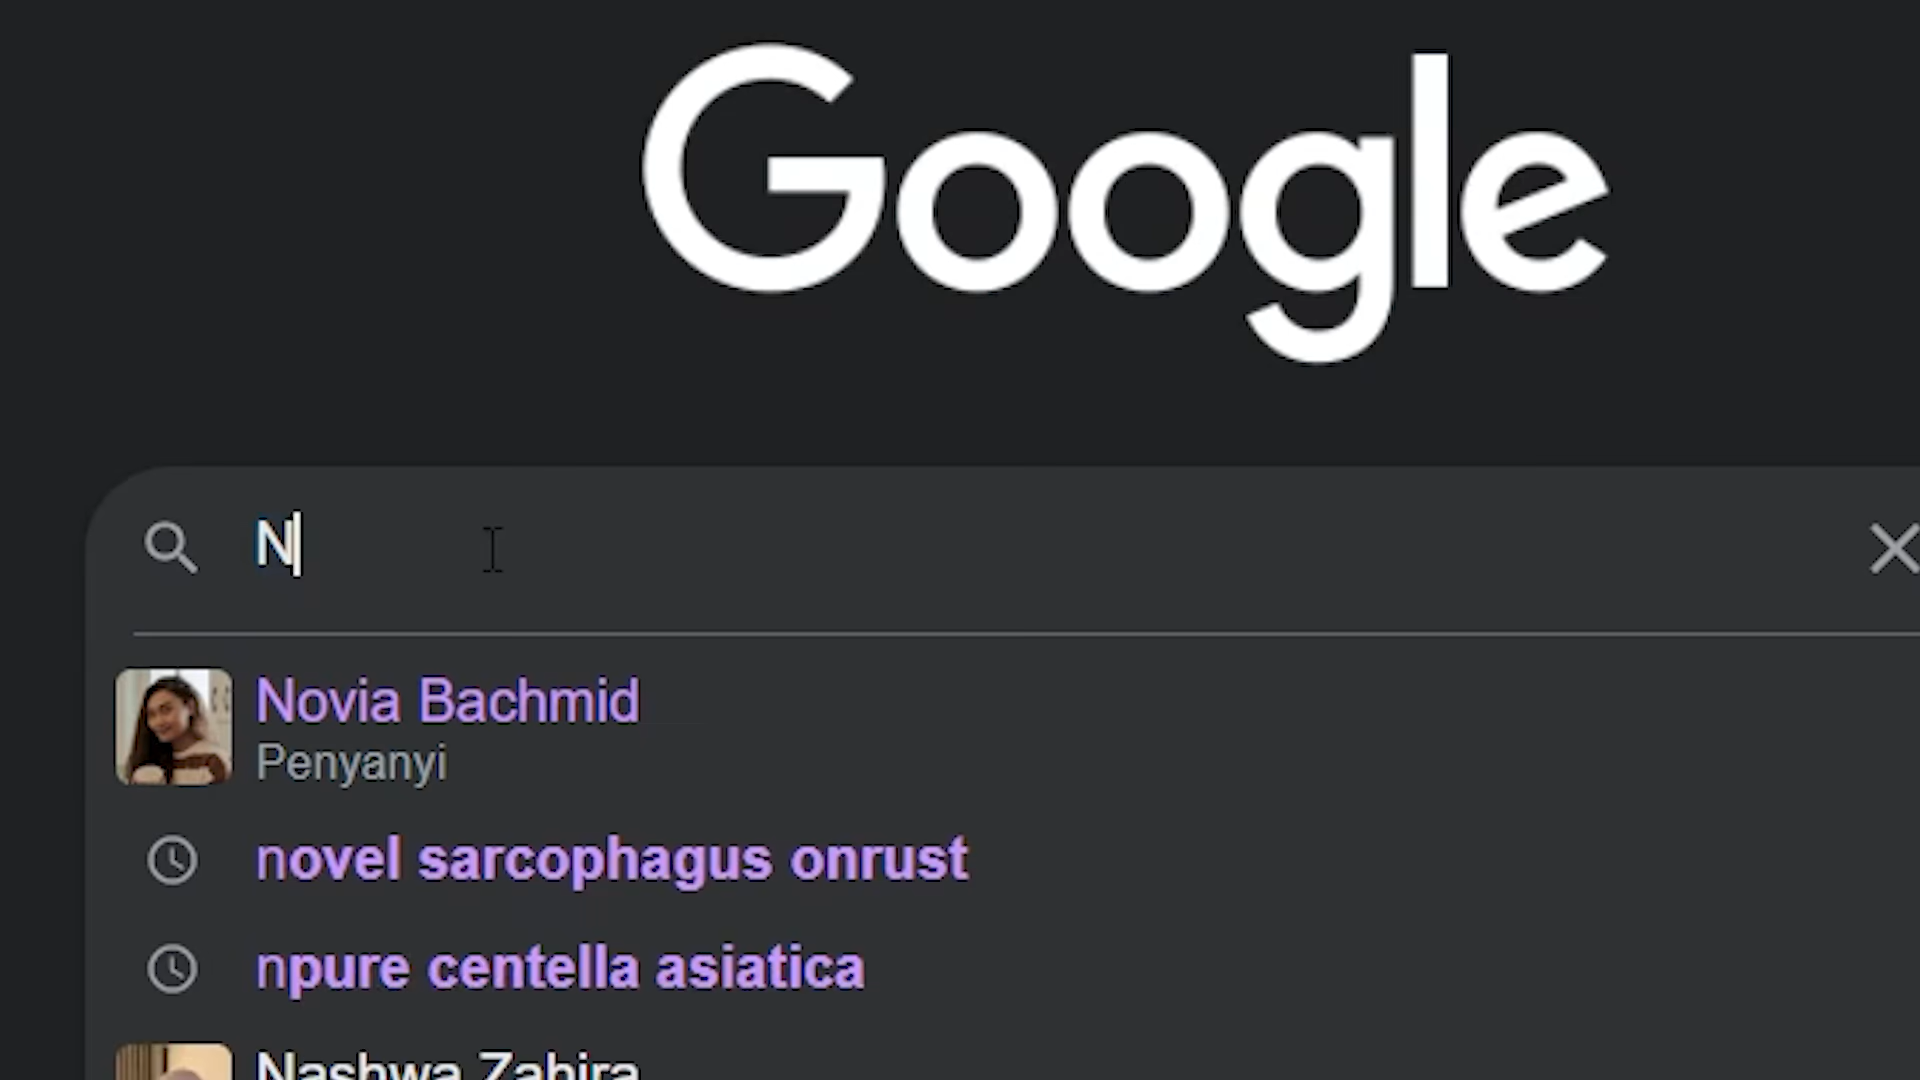 Google
N
Novia Bachmid
Penyanyi
novel sarcophagus onrust
npure centella asiatica
Nashwa Zahira